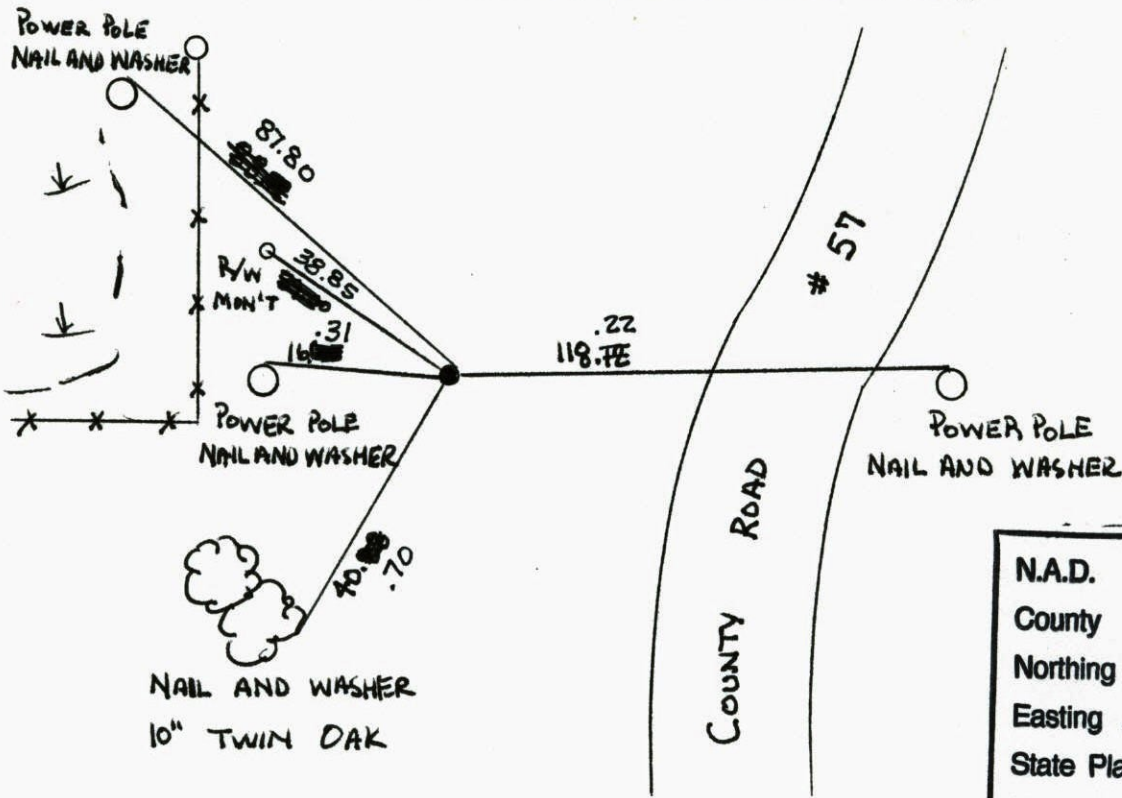 POWER POLE
NAIL AND WASHER
87.80
38.85
R/W
MON'T
.31
16.
.22
118.
# 57
POWER POLE
NAIL AND WASHER
POWER POLE
NAIL AND WASHER
40.
.70
COUNTY ROAD
NAIL AND WASHER
10" TWIN OAK
N.A.D.
County
Northing
Easting
State Pla